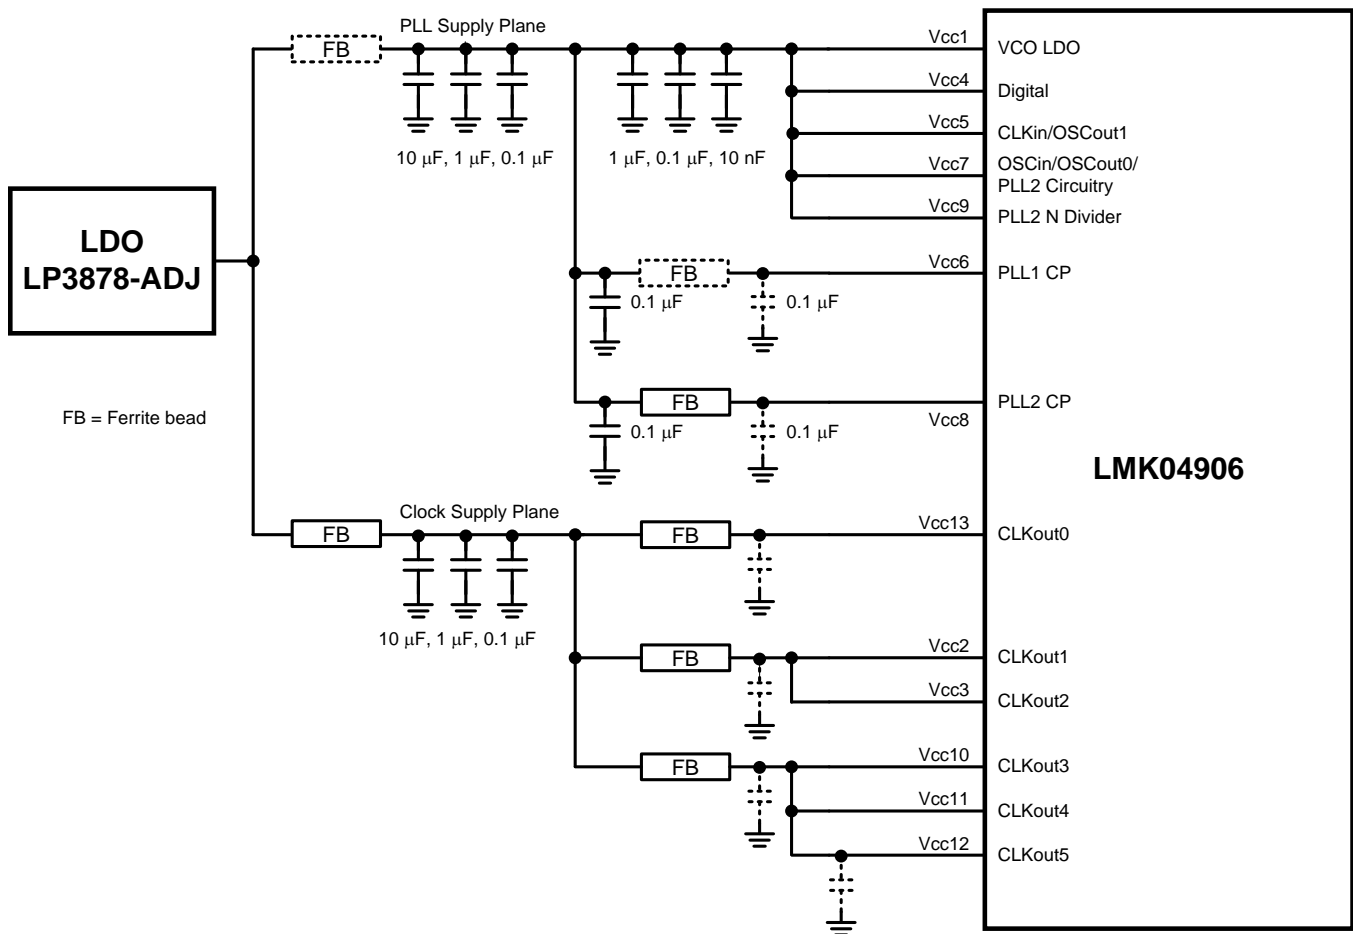 PLL Supply Plane
FB
10 μF, 1 μF, 0.1 μF
1 μF, 0.1 μF, 10 nF
Vcc1
VCO LDO
Vcc4
Digital
Vcc5
CLKin/OSCout1
Vcc7
OSCin/OSCout0/
PLL2 Circuitry
Vcc9
PLL2 N Divider
LDO
LP3878-ADJ
FB
0.1 μF
0.1 μF
Vcc6
PLL1 CP
FB = Ferrite bead
FB
0.1 μF
0.1 μF
Vcc8
PLL2 CP
LMK04906
Clock Supply Plane
FB
10 μF, 1 μF, 0.1 μF
FB
Vcc13
CLKout0
FB
Vcc2
CLKout1
Vcc3
CLKout2
FB
Vcc10
CLKout3
Vcc11
CLKout4
Vcc12
CLKout5